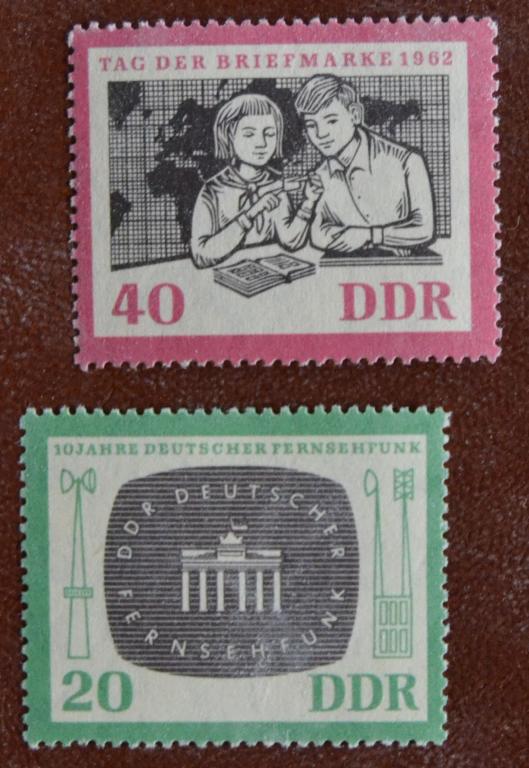 TAG DER BRIEFMARKE 1962
40 DDR
10 JAHRE DEUTSCHER FERNSEHFUNK
DDR DEUTSCHER
FERNSEHFUNK
20 DDR